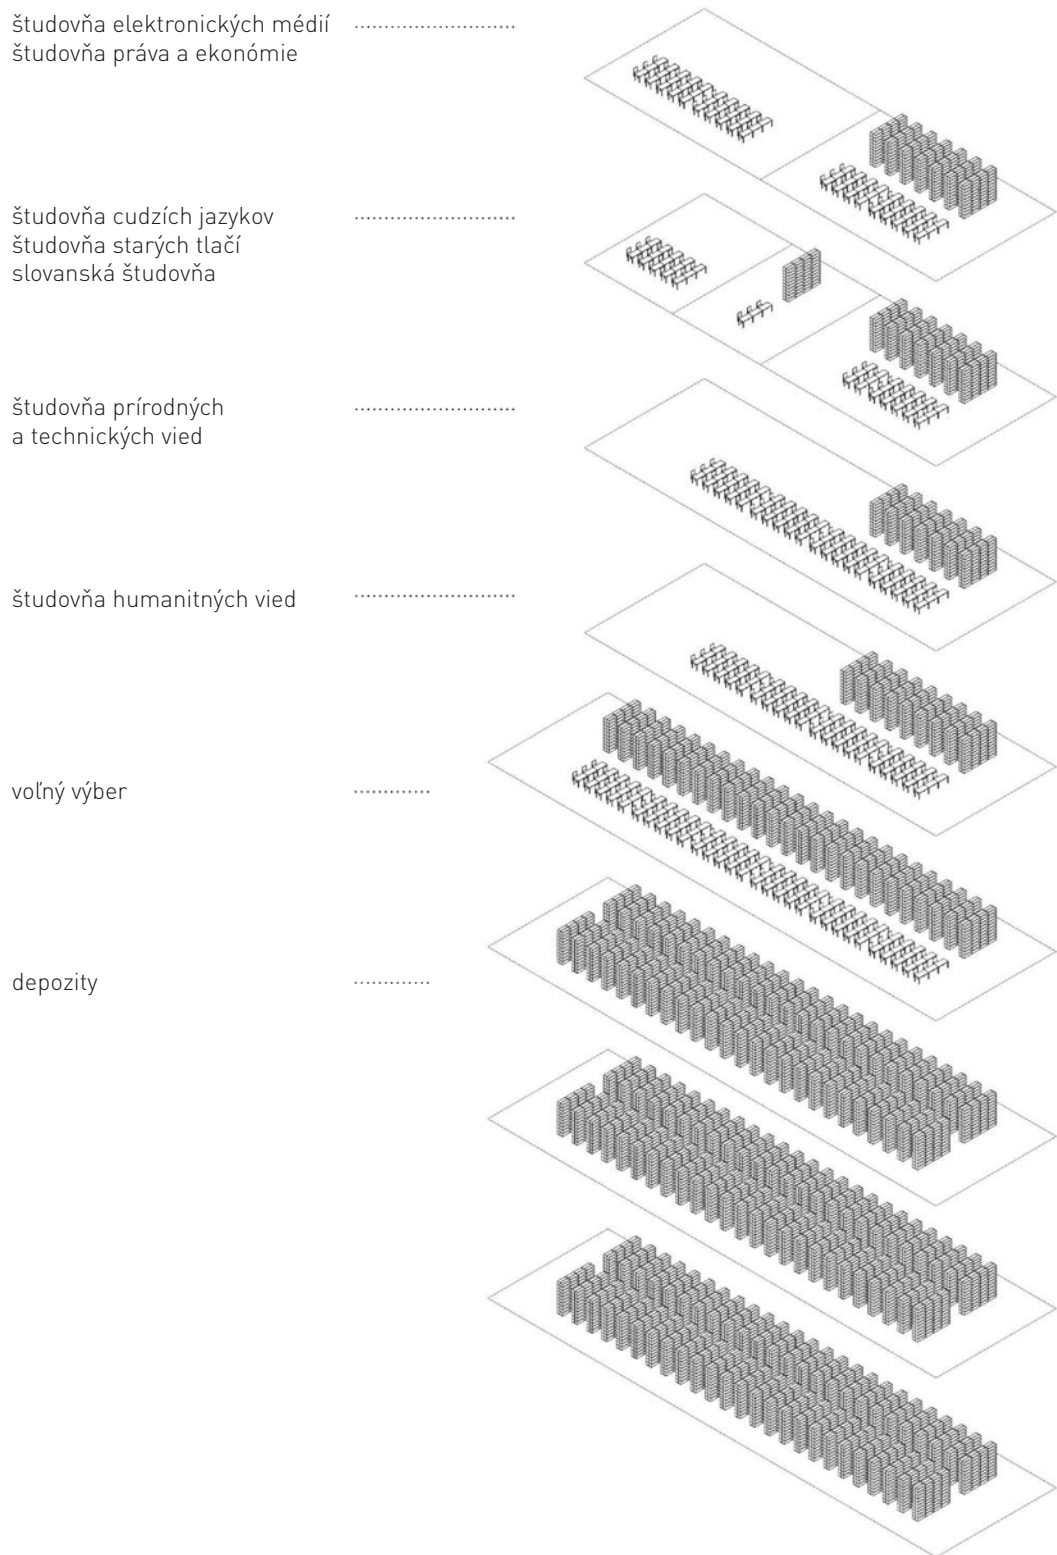 študovňa elektronických médií
študovňa práva a ekonómie
študovňa cudzích jazykov
študovňa starých tlačí
slovanská študovňa
študovňa prírodných
a technických vied
študovňa humanitných vied
voľný výber
depozity